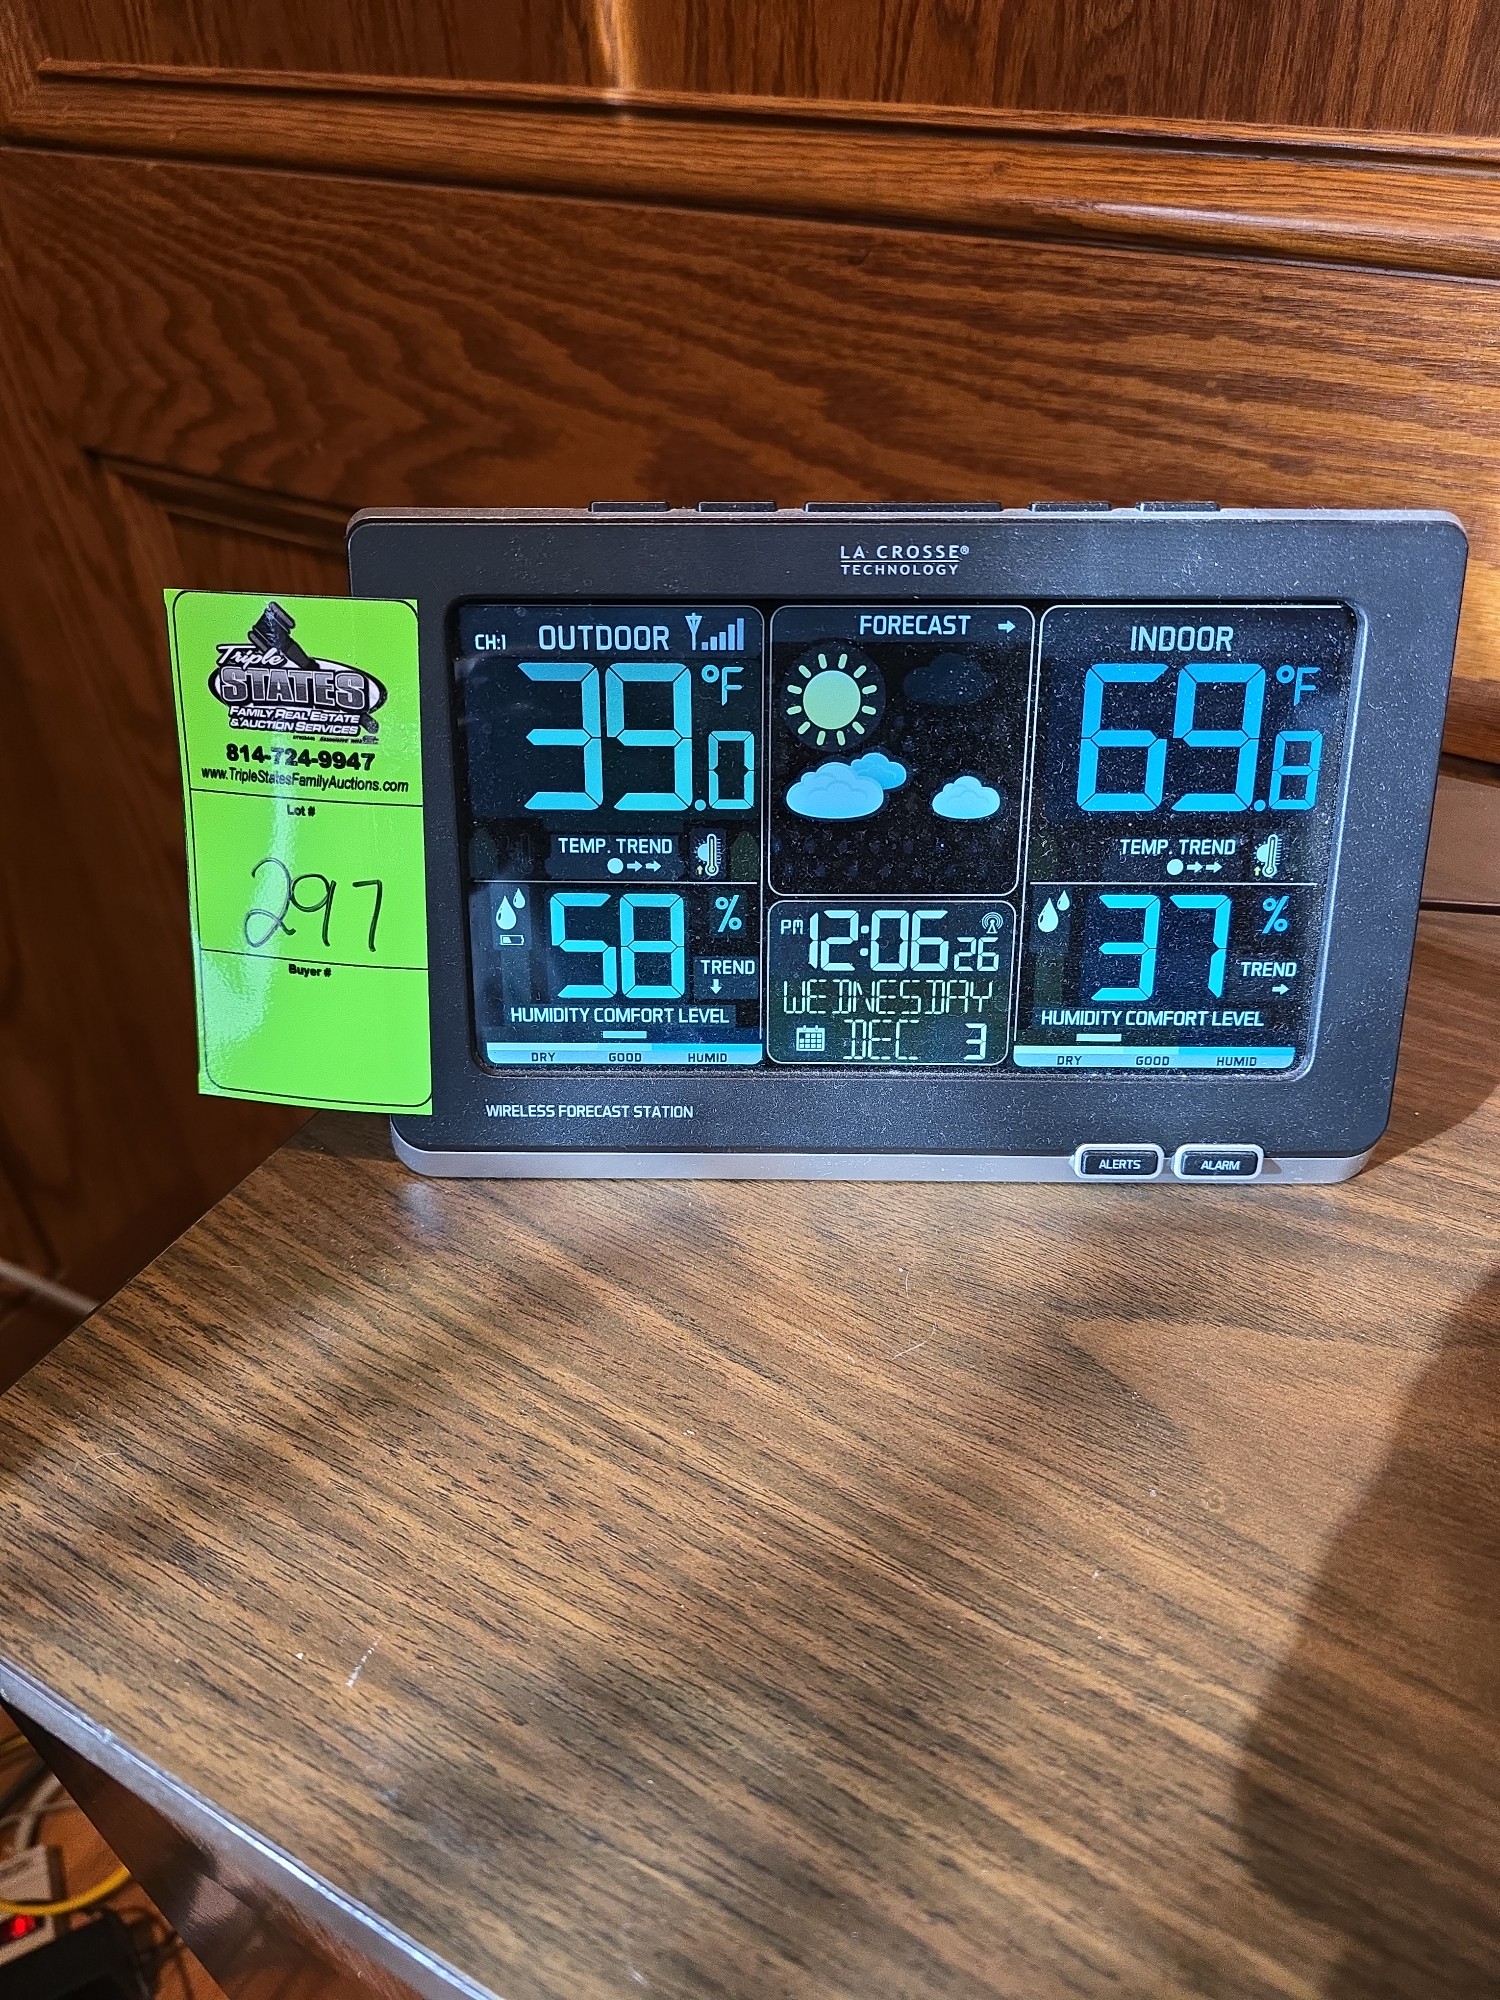 Triple
STATES
FAMILY REAL ESTATE
& AUCTION SERVICES
814-724-9947
www.TripleStatesFamilyAuctions.com
Lot #
297
Buyer #
LA CROSSE®
TECHNOLOGY
CH:1 OUTDOOR
39.0 °F
TEMP. TREND
58 %
TREND
HUMIDITY COMFORT LEVEL
DRY GOOD HUMID
FORECAST
PM 12:06 26
WEDNESDAY
DEC 3
INDOOR
69.8 °F
TEMP. TREND
37 %
TREND
HUMIDITY COMFORT LEVEL
DRY GOOD HUMID
WIRELESS FORECAST STATION
ALERTS ALARM